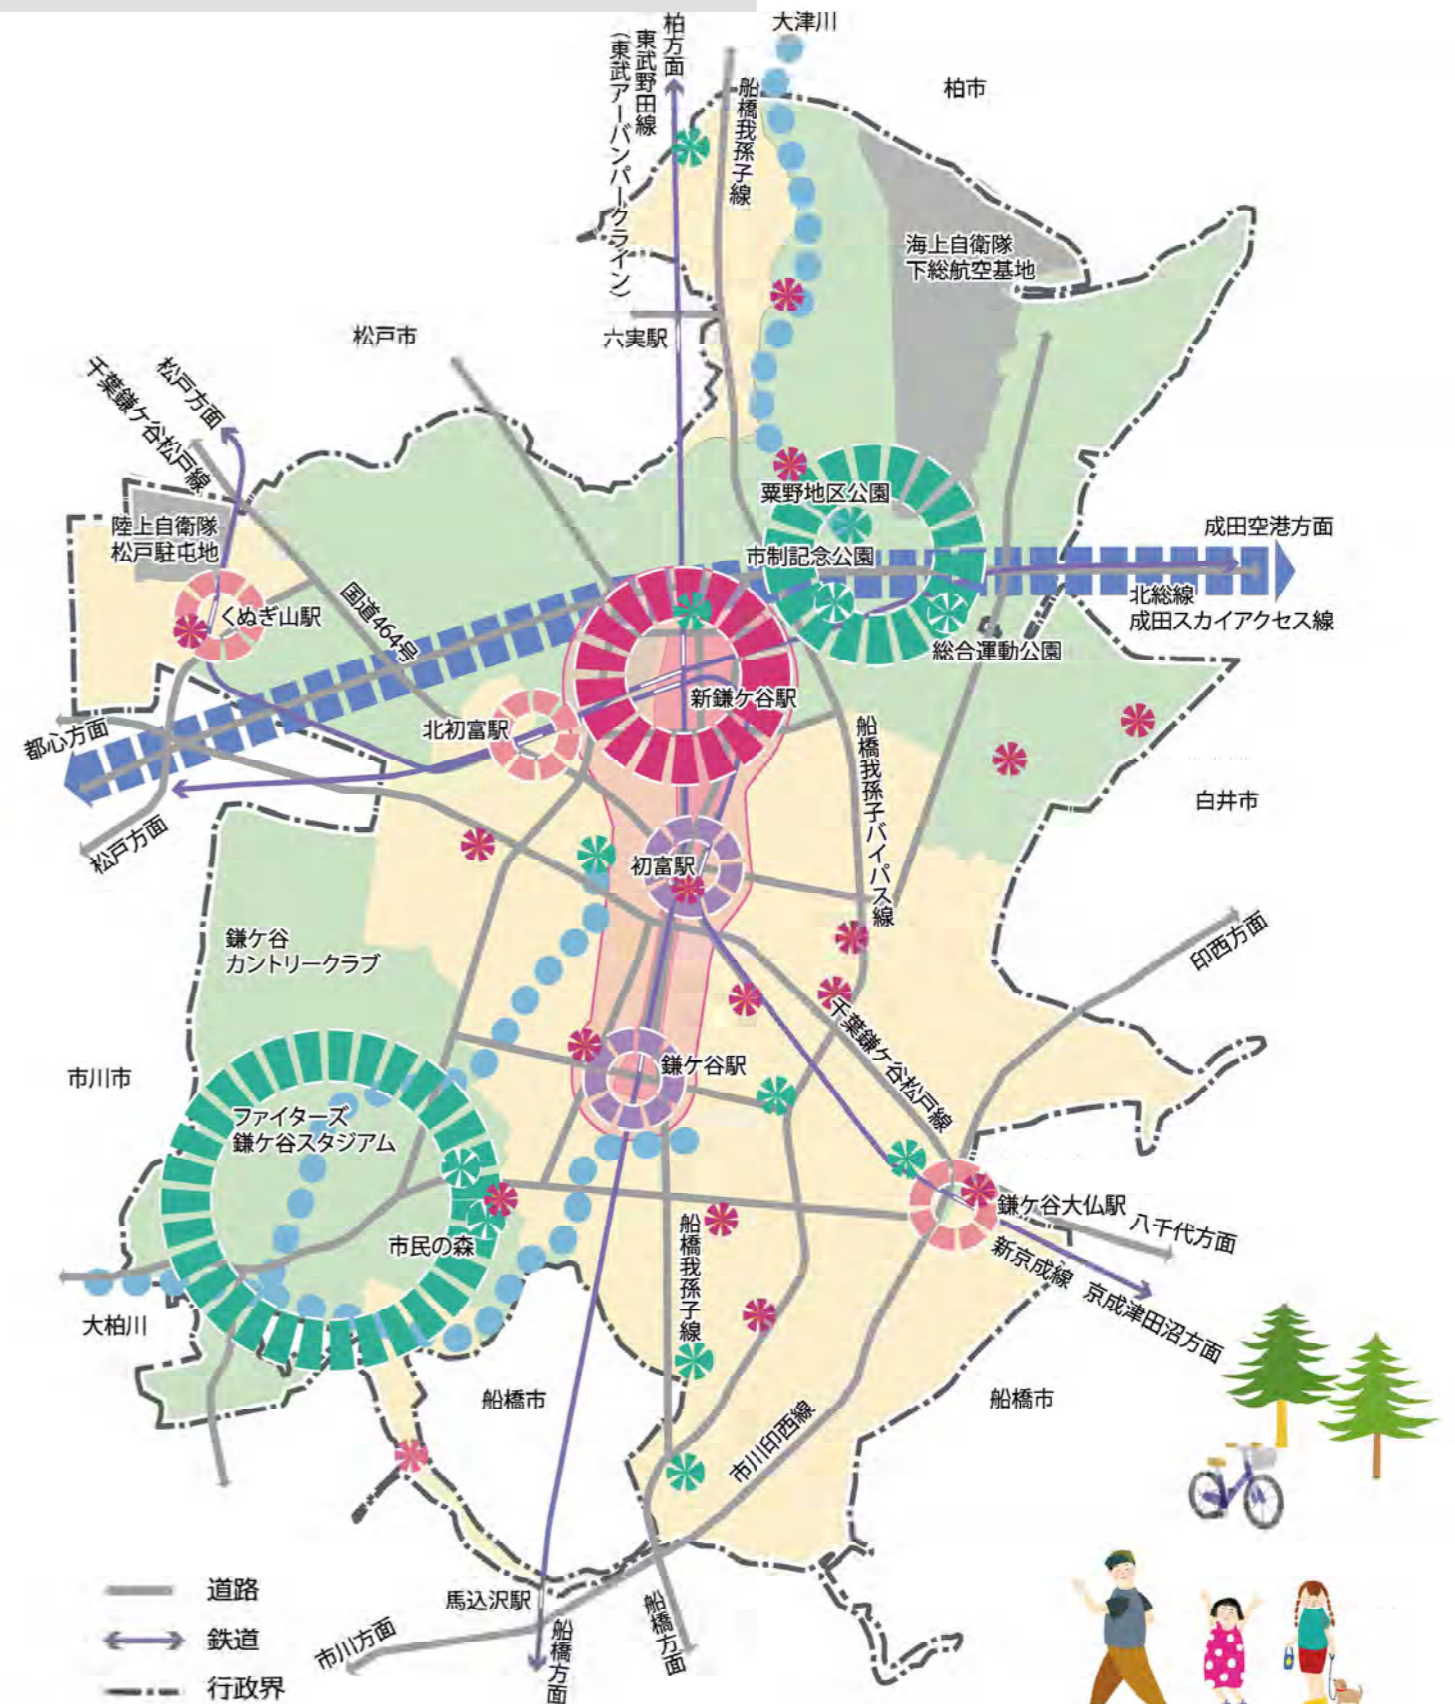 大津川
柏方面
東武野田線
（東武アーバンパークライン）
船橋我孫子線
柏市
海上自衛隊
下総航空基地
松戸市
六実駅
松戸方面
千葉鎌ケ谷松戸線
粟野地区公園
陸上自衛隊
松戸駐屯地
成田空港方面
市制記念公園
北総線
成田スカイアクセス線
くぬぎ山駅
国道464号
総合運動公園
新鎌ケ谷駅
北初富駅
都心方面
船橋我孫子バイパス線
白井市
松戸方面
初富駅
鎌ケ谷
カントリークラブ
印西方面
千葉鎌ケ谷松戸線
鎌ケ谷駅
市川市
ファイターズ
鎌ケ谷スタジアム
鎌ケ谷大仏駅
八千代方面
市民の森
船橋我孫子線
新京成線
京成津田沼方面
大柏川
船橋市
船橋市
市川印西線
道路
馬込沢駅
船橋方面
船橋方面
市川方面
鉄道
行政界